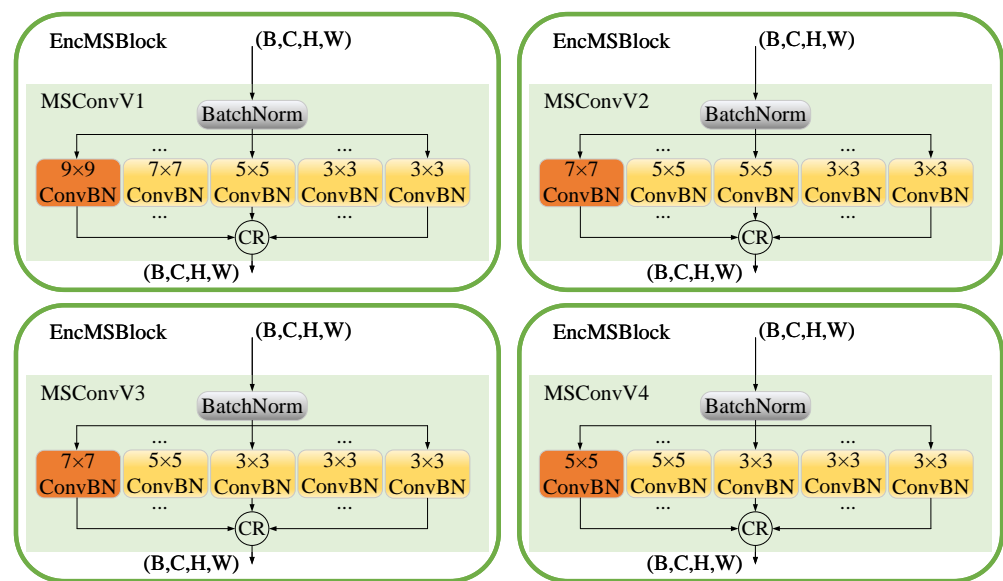 EncMSBlock (B,C,H,W)
MSConvV1
BatchNorm
... ...
9×9 7×7 5×5 3×3 3×3
ConvBN ConvBN ConvBN ConvBN ConvBN
... ...
CR
(B,C,H,W)
EncMSBlock (B,C,H,W)
MSConvV2
BatchNorm
... ...
7×7 5×5 5×5 3×3 3×3
ConvBN ConvBN ConvBN ConvBN ConvBN
... ...
CR
(B,C,H,W)
EncMSBlock (B,C,H,W)
MSConvV3
BatchNorm
... ...
7×7 5×5 3×3 3×3 3×3
ConvBN ConvBN ConvBN ConvBN ConvBN
... ...
CR
(B,C,H,W)
EncMSBlock (B,C,H,W)
MSConvV4
BatchNorm
... ...
5×5 5×5 3×3 3×3 3×3
ConvBN ConvBN ConvBN ConvBN ConvBN
... ...
CR
(B,C,H,W)